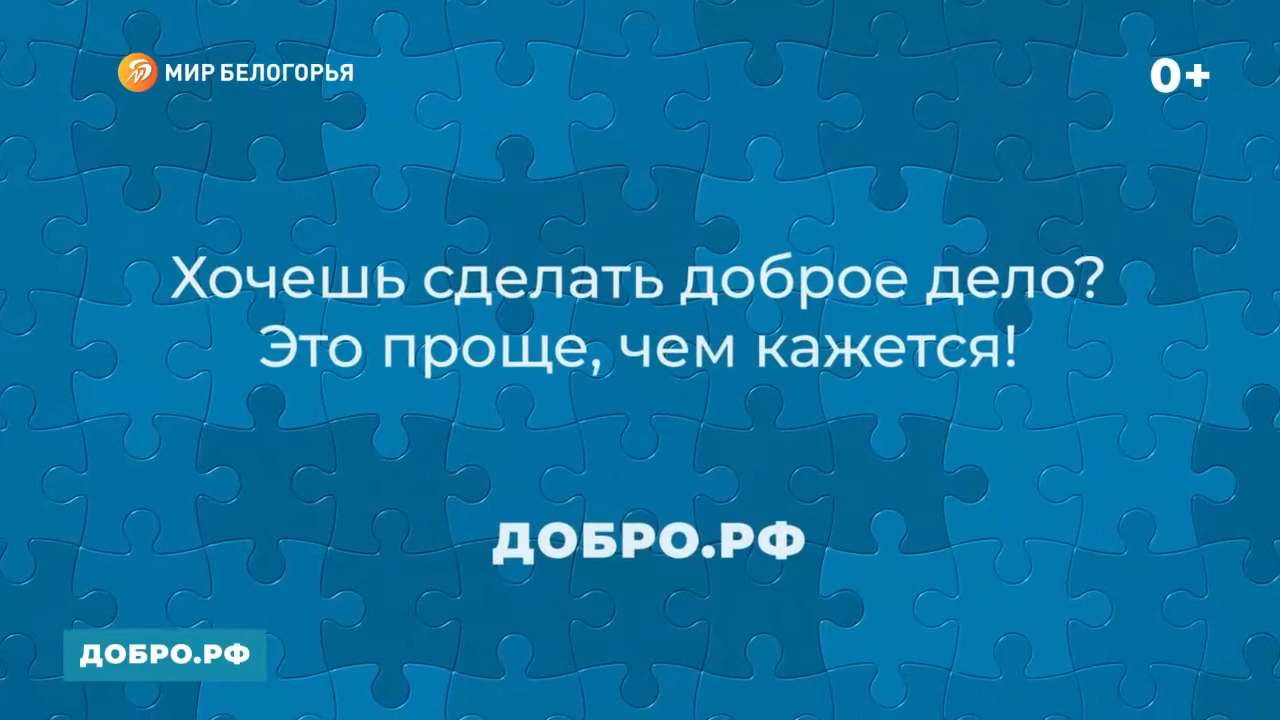 МИР БЕЛОГОРЬЯ
0+
Хочешь сделать доброе дело?
Это проще, чем кажется!
ДОБРО.РФ
ДОБРО.РФ